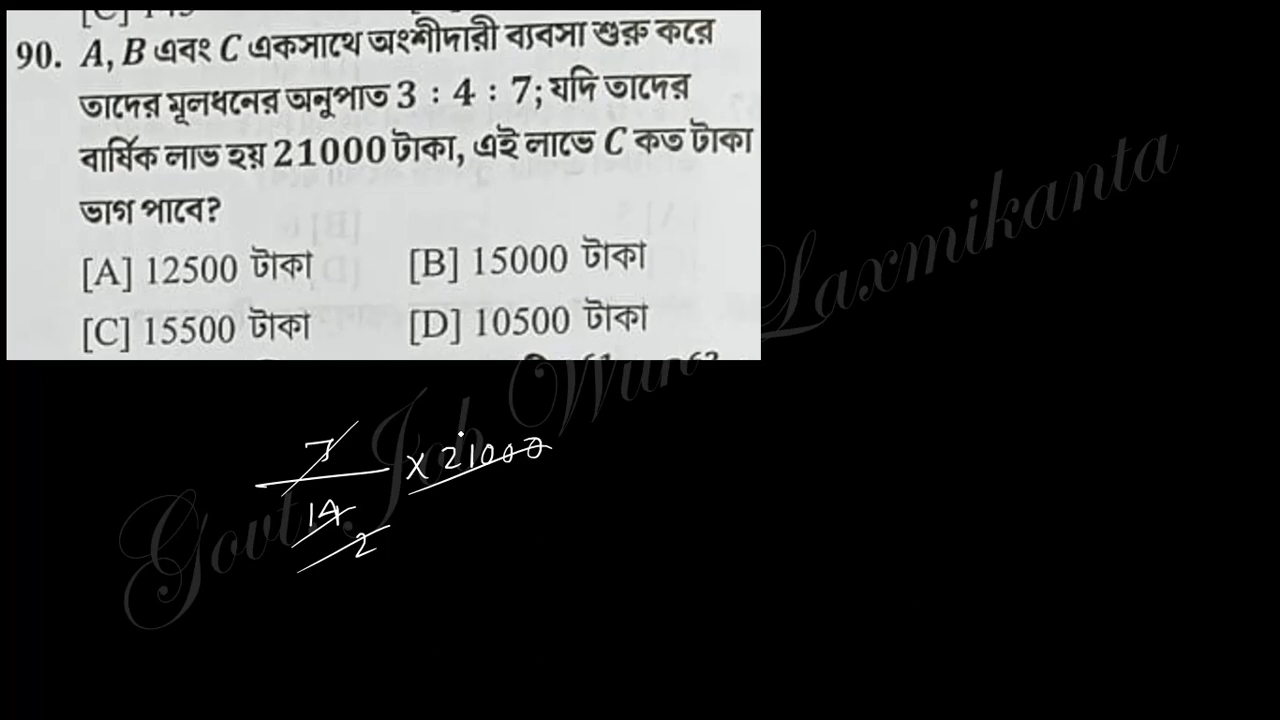 90. A, B এবং C একসাথে অংশীদারী ব্যবসা শুরু করে
তাদের মূলধনের অনুপাত 3 : 4 : 7; যদি তাদের
বার্ষিক লাভ হয় 21000 টাকা, এই লাভে C কত টাকা
ভাগ পাবে?
[A] 12500 টাকা [B] 15000 টাকা
[C] 15500 টাকা [D] 10500 টাকা
7
x 21000
14
2
Govt. Job With Laxmikanta